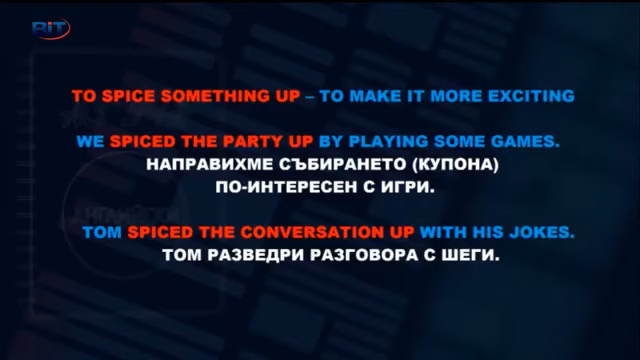 BiT
TO SPICE SOMETHING UP – TO MAKE IT MORE EXCITING
WE SPICED THE PARTY UP BY PLAYING SOME GAMES.
НАПРАВИХМЕ СЪБИРАНЕТО (КУПОНА)
ПО-ИНТЕРЕСЕН С ИГРИ.
TOM SPICED THE CONVERSATION UP WITH HIS JOKES.
ТОМ РАЗВЕДРИ РАЗГОВОРА С ШЕГИ.